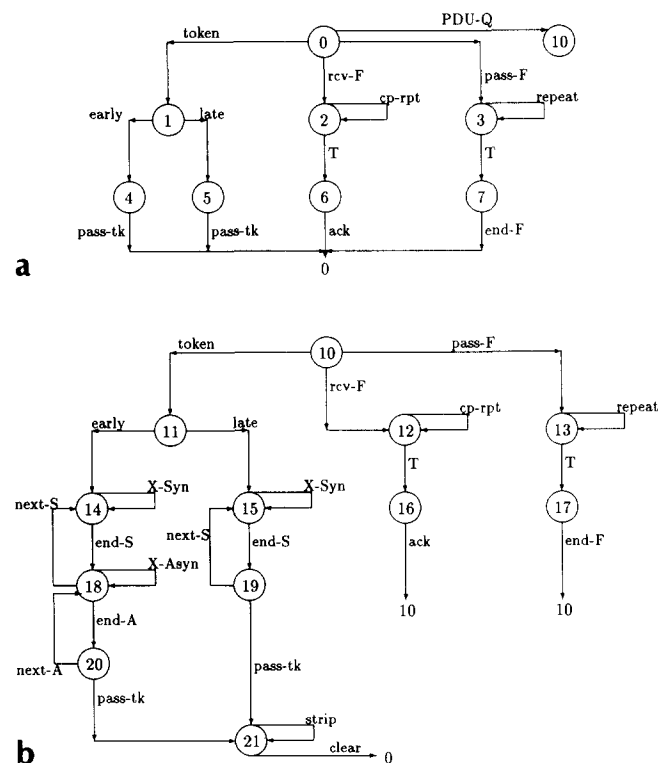 PDU-Q
token 0 10
rcv-F pass-F
cp-rpt repeat
early 1 late 2 3
T T
4 5 6 7
pass-tk pass-tk ack end-F
a 0
token 10 pass-F
rcv-F
cp-rpt repeat
early 11 late 12 13
X-Syn X-Syn T T
next-S 14 next-S 15 16 17
end-S end-S ack end-F
X-Asyn
18 19
end-A 10 10
20
next-A pass-tk
pass-tk
strip
21
b clear 0